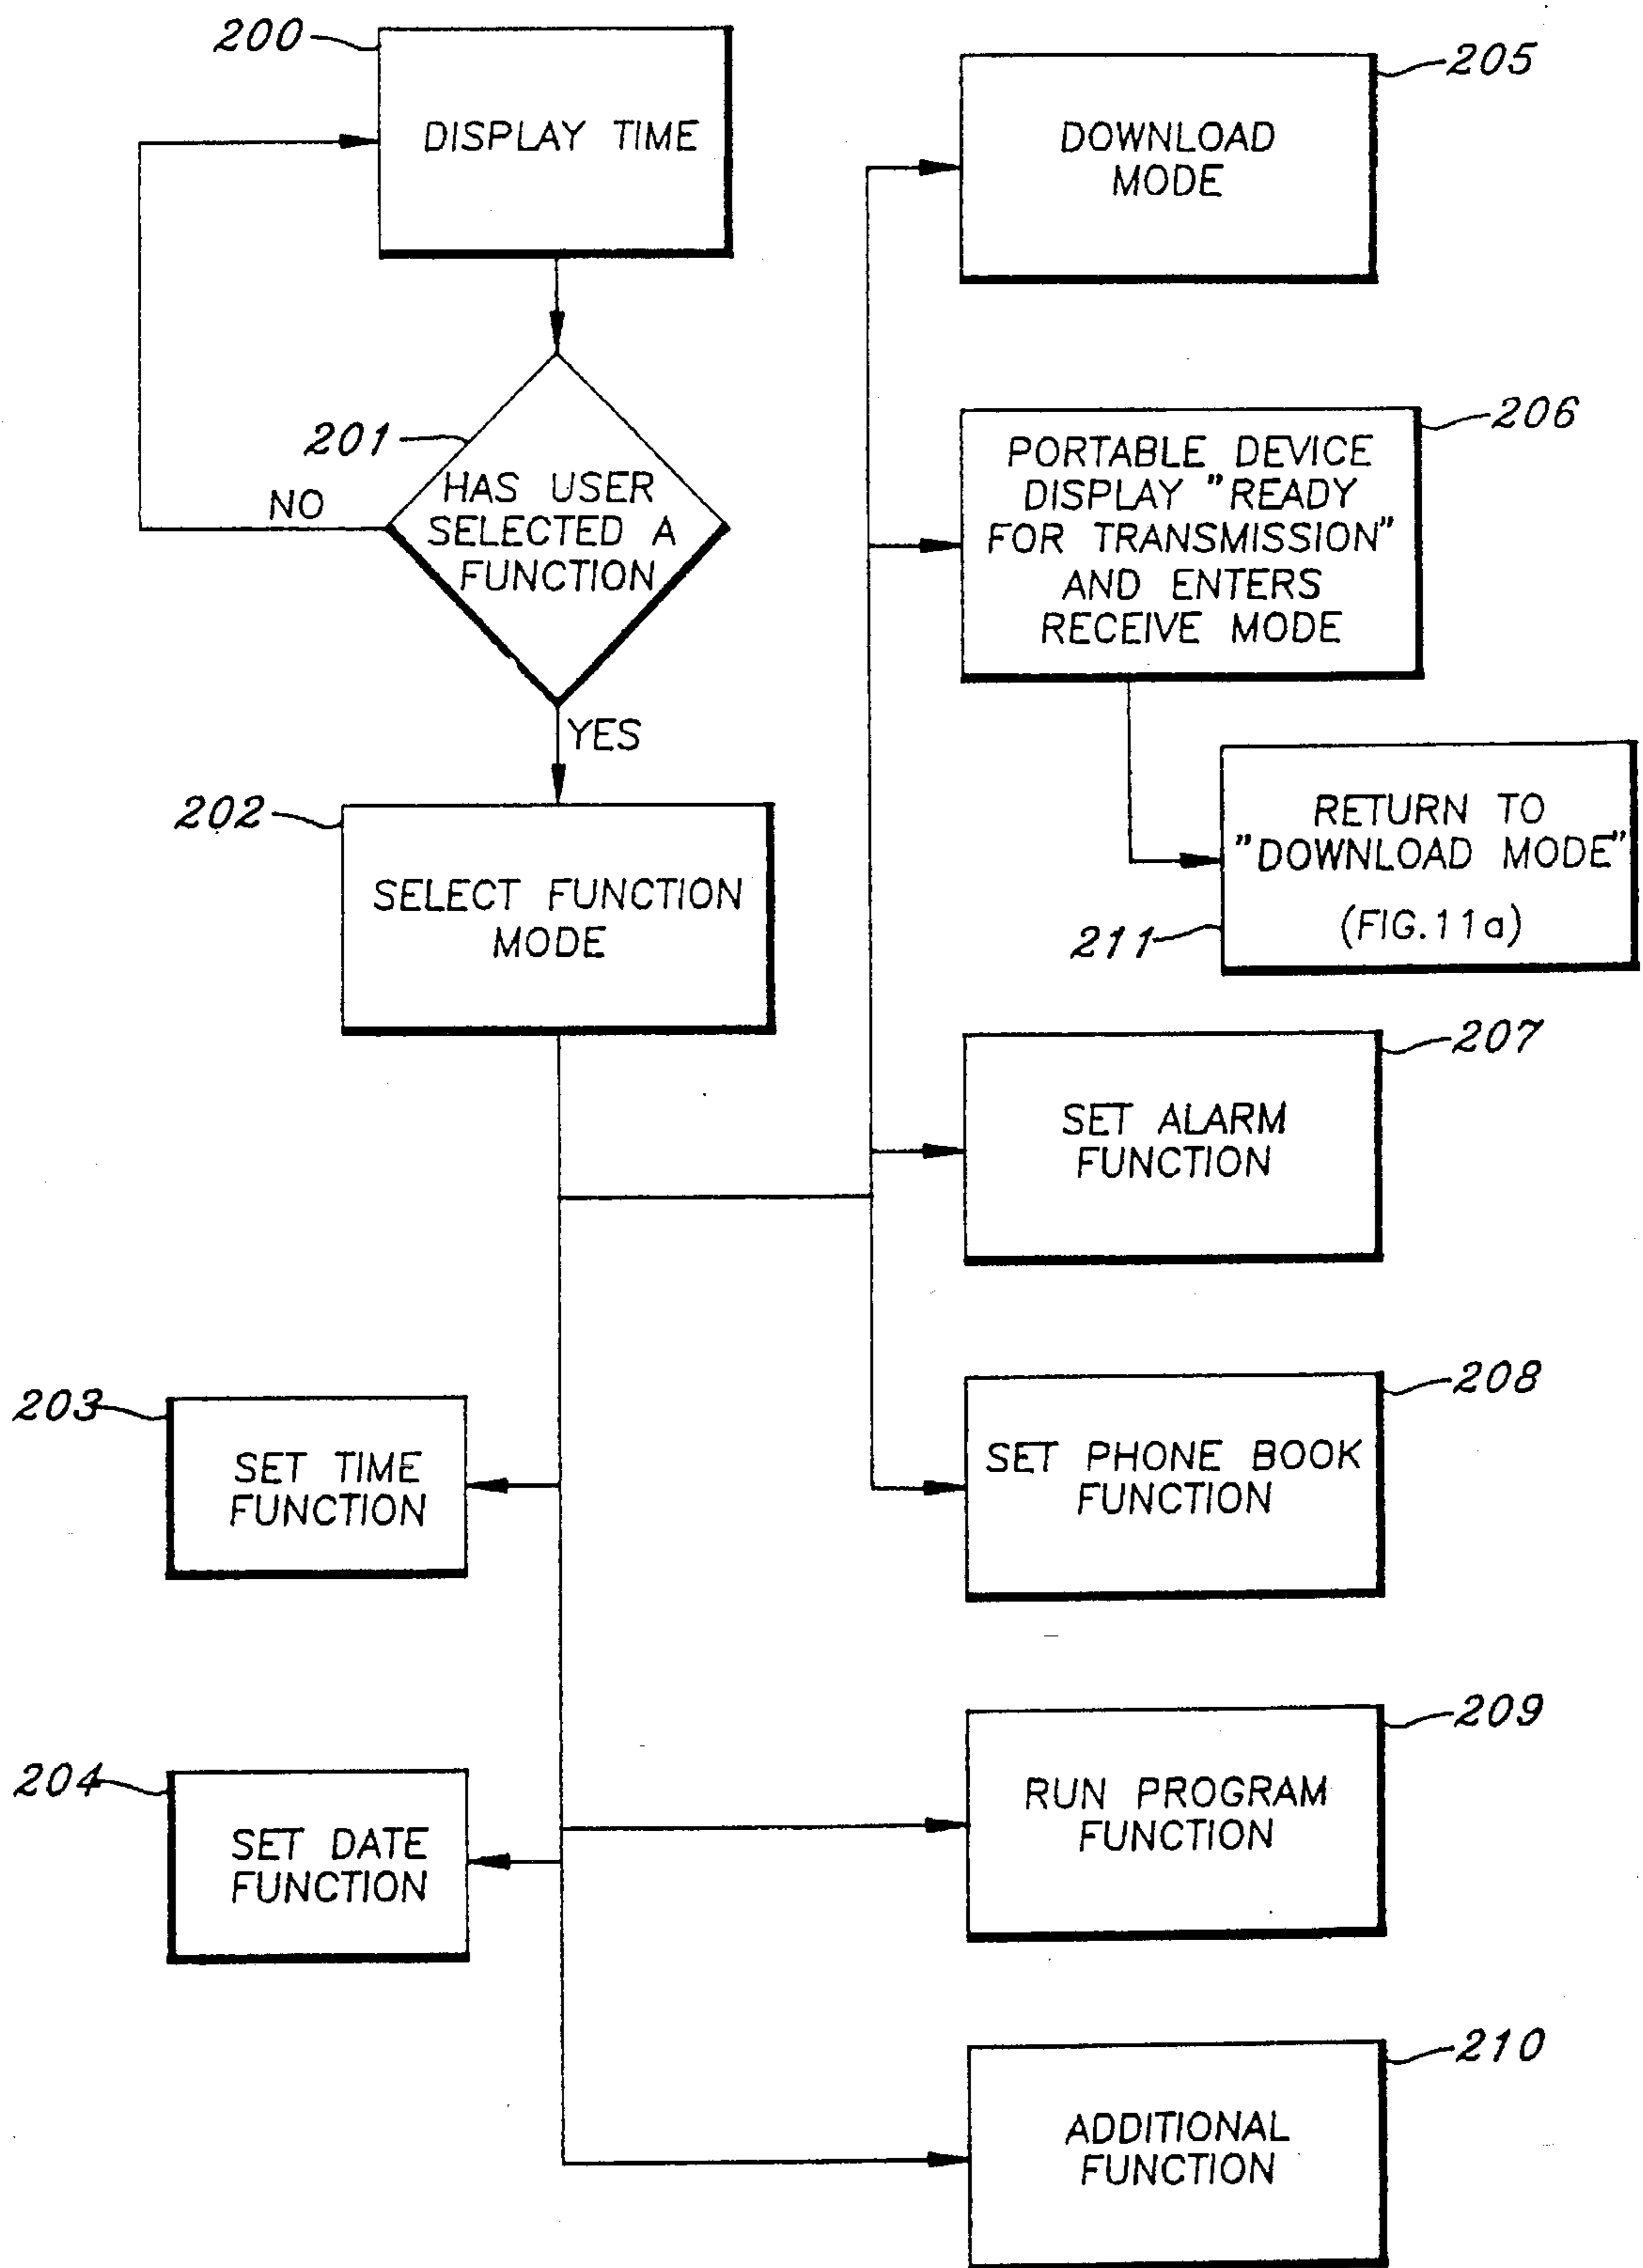 200
DISPLAY TIME
201
HAS USER
SELECTED A
FUNCTION
NO
YES
202
SELECT FUNCTION
MODE
203
SET TIME
FUNCTION
204
SET DATE
FUNCTION
205
DOWNLOAD
MODE
206
PORTABLE DEVICE
DISPLAY "READY
FOR TRANSMISSION"
AND ENTERS
RECEIVE MODE
RETURN TO
"DOWNLOAD MODE"
(FIG.11a)
211
207
SET ALARM
FUNCTION
208
SET PHONE BOOK
FUNCTION
209
RUN PROGRAM
FUNCTION
210
ADDITIONAL
FUNCTION